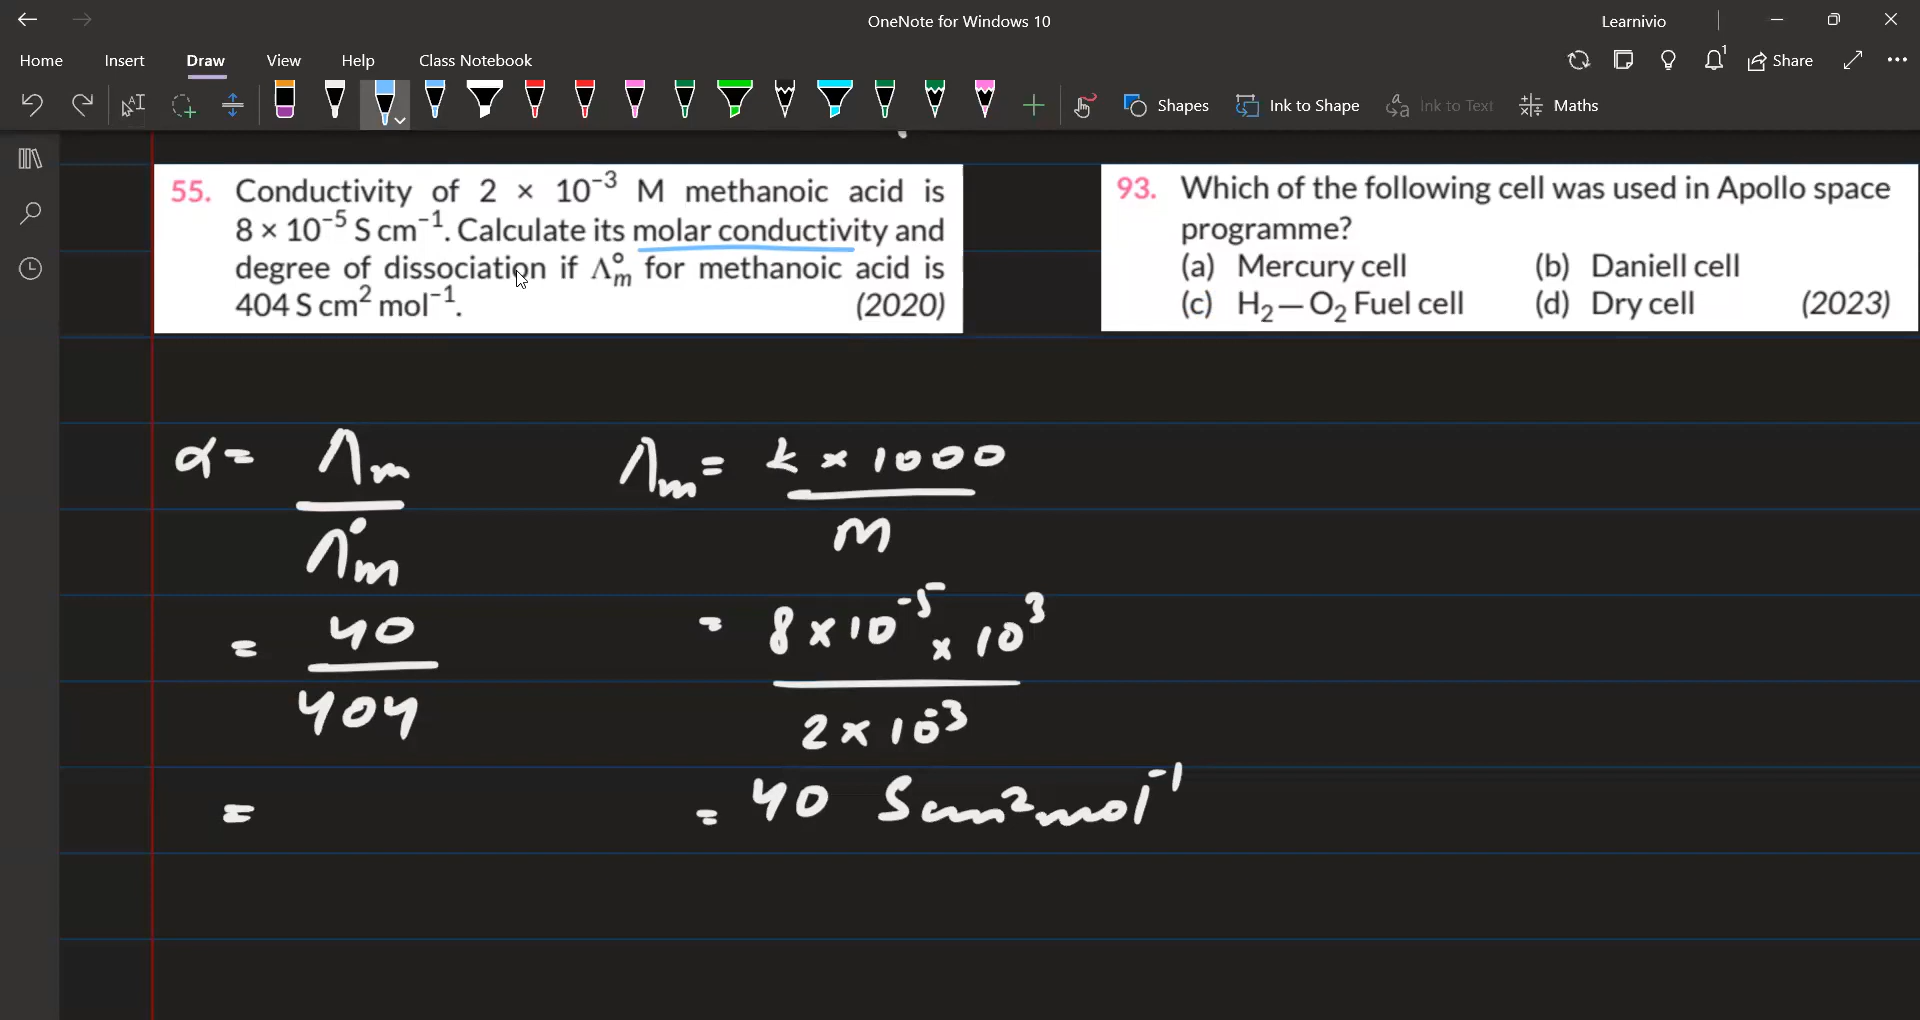 OneNote for Windows 10
Learnivio
Home Insert Draw View Help Class Notebook
1
Share
Shapes Ink to Shape Ink to Text Maths
55. Conductivity of 2 × 10⁻³ M methanoic acid is
8 × 10⁻⁵ S cm⁻¹. Calculate its molar conductivity and
degree of dissociation if Λ°ₘ for methanoic acid is
404 S cm² mol⁻¹. (2020)
93. Which of the following cell was used in Apollo space
programme?
(a) Mercury cell (b) Daniell cell
(c) H₂—O₂ Fuel cell (d) Dry cell (2023)
α = Λm
Λ°m
= 40
404
=
Λm = k × 1000
M
= 8 × 10⁻⁵ × 10³
2 × 10⁻³
= 40 S cm² mol⁻¹